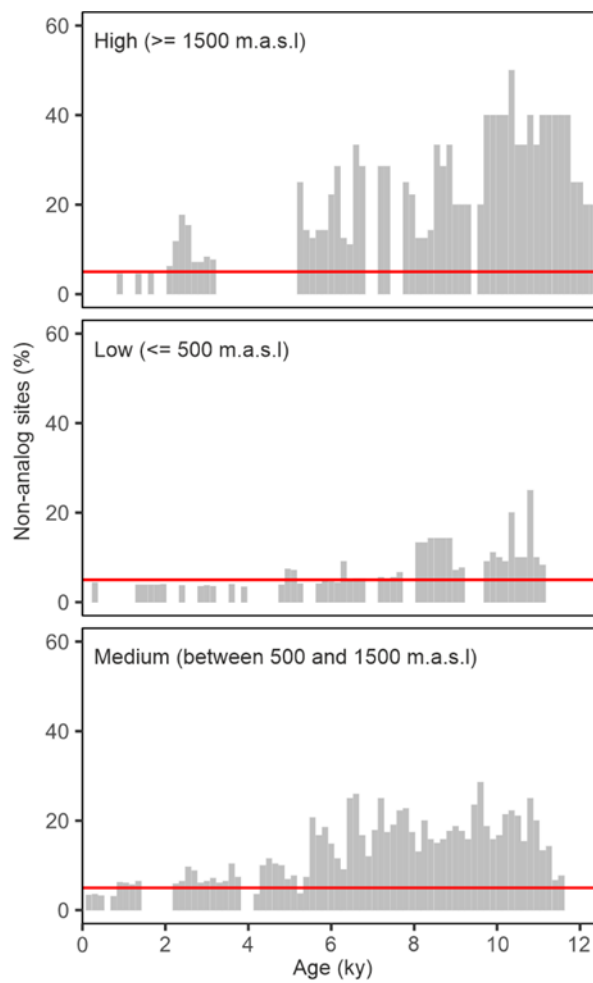 60
High (>= 1500 m.a.s.l)
40
20
0
60
Low (<= 500 m.a.s.l)
40
20
0
Non-analog sites (%)
60
Medium (between 500 and 1500 m.a.s.l)
40
20
0
0 2 4 6 8 10 12
Age (ky)